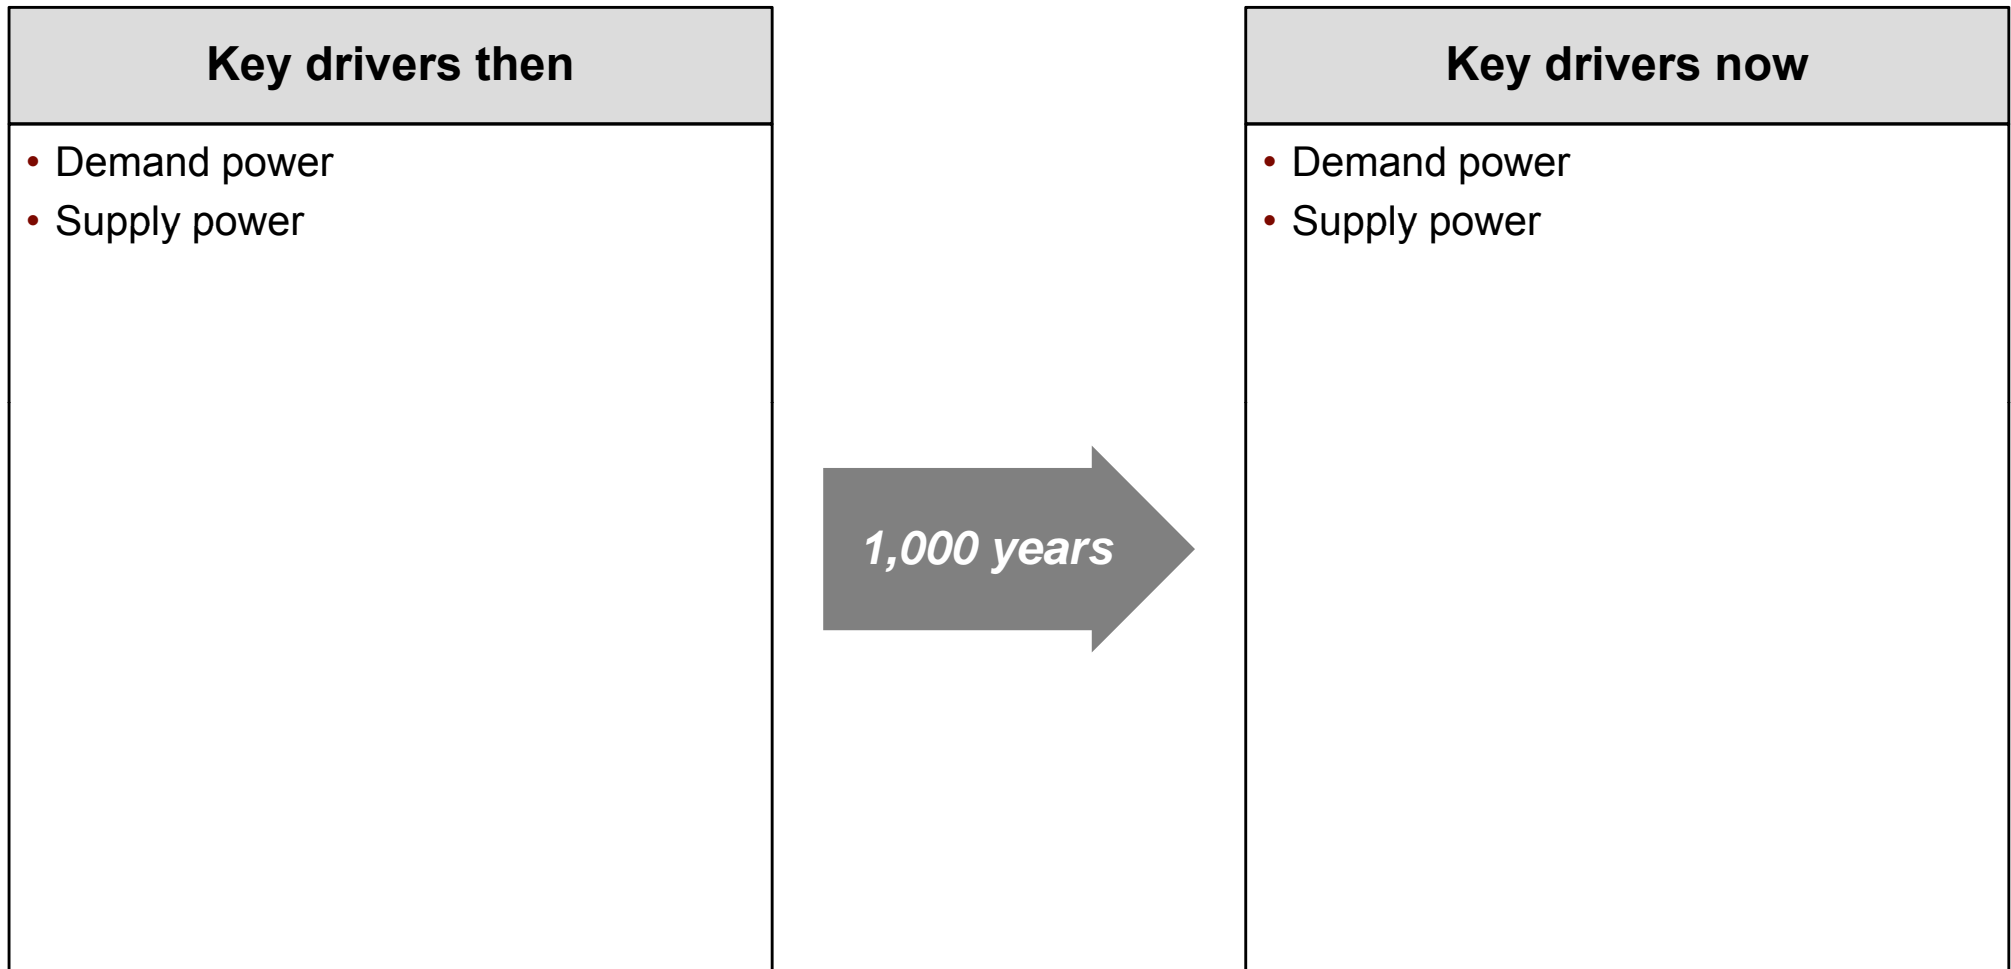 Key drivers then
• Demand power
• Supply power
1,000 years
Key drivers now
• Demand power
• Supply power